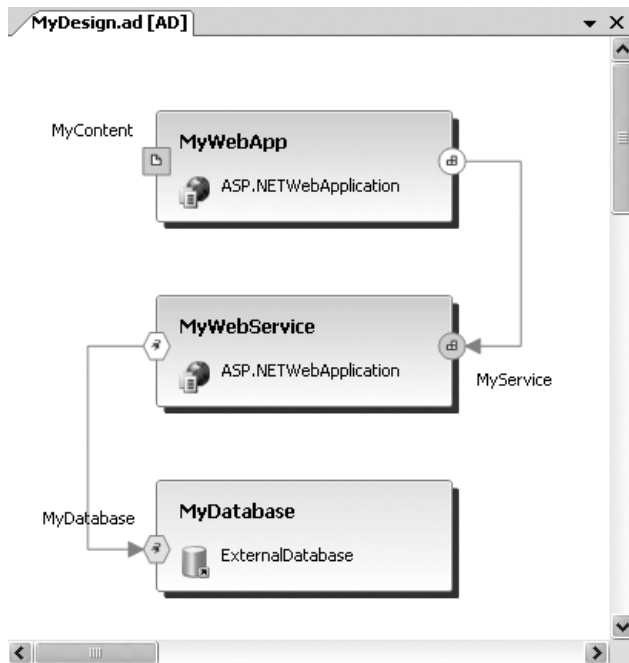 MyDesign.ad [AD]
MyContent
MyWebApp
ASP.NETWebApplication
MyWebService
ASP.NETWebApplication
MyService
MyDatabase
MyDatabase
ExternalDatabase